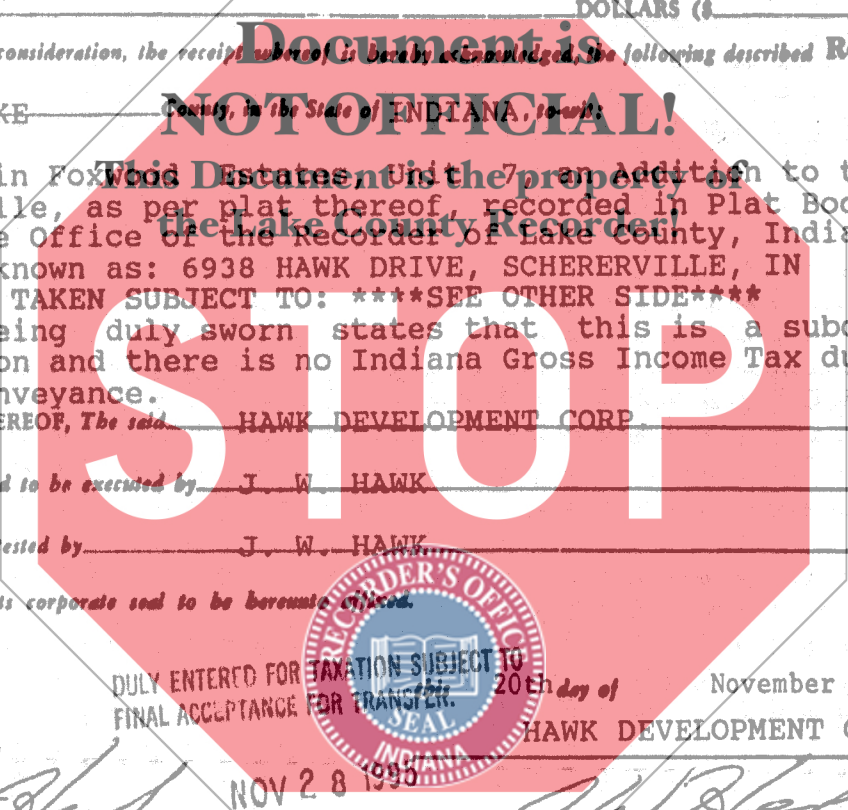 DOLLARS ($
consideration, the receipt whereof is hereby acknowledged, the following described R
Document is
KE County, in the State of INDIANA, to-wit:
NOT OFFICIAL!
in Foxwood Estates, Unit 7, an Addition to t
This Document is the property of
lle, as per plat thereof, recorded in Plat Boo
the Lake County Recorder!
e Office of the Recorder of Lake County, India
known as: 6938 HAWK DRIVE, SCHERERVILLE, IN
TAKEN SUBJECT TO: ****SEE OTHER SIDE****
eing duly sworn states that this is a subd
on and there is no Indiana Gross Income Tax du
nveyance.
STOP
EREOF, The said HAWK DEVELOPMENT CORP.
d to be executed by J. W. HAWK
ested by J. W. HAWK
ts corporate seal to be hereunto affixed.
RECORDER'S OFFICE
SEAL
INDIANA
DULY ENTERED FOR TAXATION SUBJECT TO
FINAL ACCEPTANCE FOR TRANSFER.
this 20th day of November
HAWK DEVELOPMENT C
NOV 28 1995